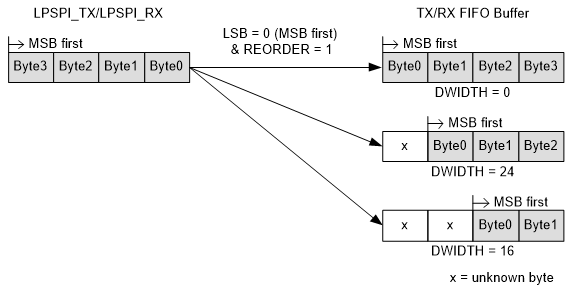 LPSPI_TX/LPSPI_RX
TX/RX FIFO Buffer
LSB = 0 (MSB first)
& REORDER = 1
MSB first
Byte3 Byte2 Byte1 Byte0
MSB first
Byte0 Byte1 Byte2 Byte3
DWIDTH = 0
MSB first
x Byte0 Byte1 Byte2
DWIDTH = 24
MSB first
x x Byte0 Byte1
DWIDTH = 16
x = unknown byte